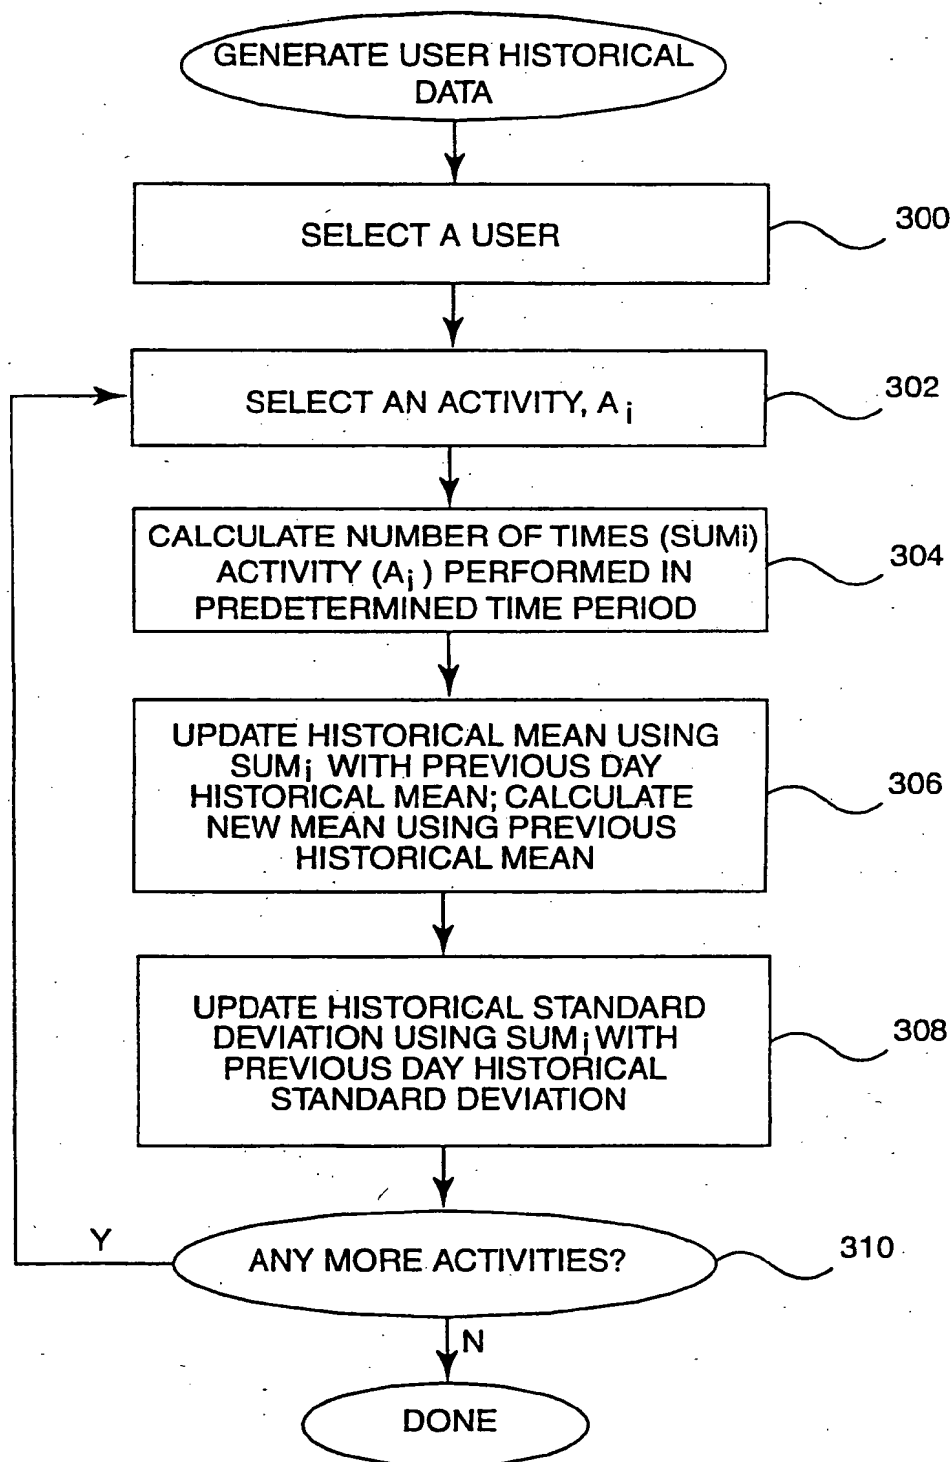 GENERATE USER HISTORICAL
DATA
SELECT A USER
300
SELECT AN ACTIVITY, A i
302
CALCULATE NUMBER OF TIMES (SUMi)
ACTIVITY (A i ) PERFORMED IN
PREDETERMINED TIME PERIOD
304
UPDATE HISTORICAL MEAN USING
SUM i WITH PREVIOUS DAY
HISTORICAL MEAN; CALCULATE
NEW MEAN USING PREVIOUS
HISTORICAL MEAN
306
UPDATE HISTORICAL STANDARD
DEVIATION USING SUM i WITH
PREVIOUS DAY HISTORICAL
STANDARD DEVIATION
308
Y
ANY MORE ACTIVITIES?
310
N
DONE